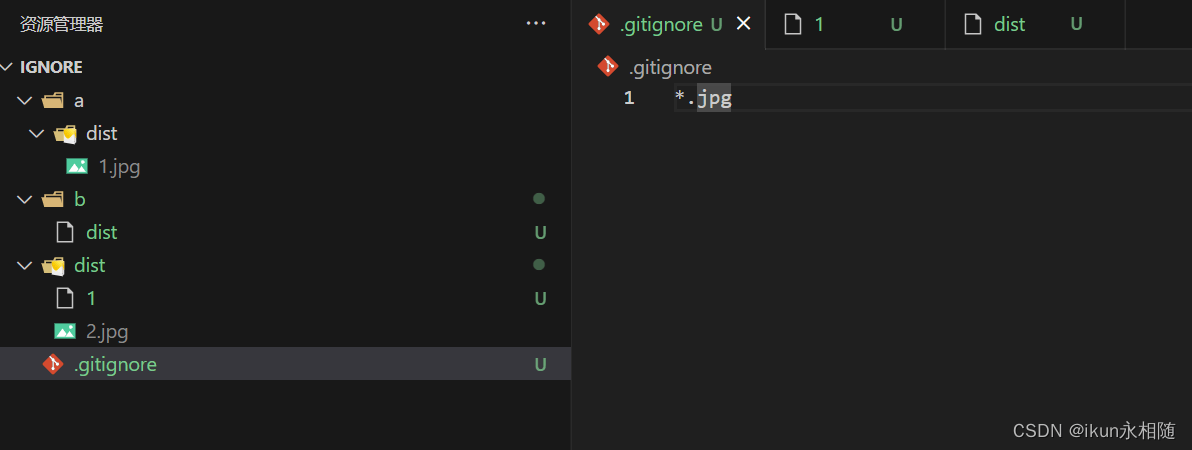 资源管理器 ···
IGNORE
a
dist
1.jpg
b
dist U
dist
1 U
2.jpg
.gitignore U
.gitignore U × 1 U dist U
.gitignore
1 *.jpg
CSDN @ikun永相随